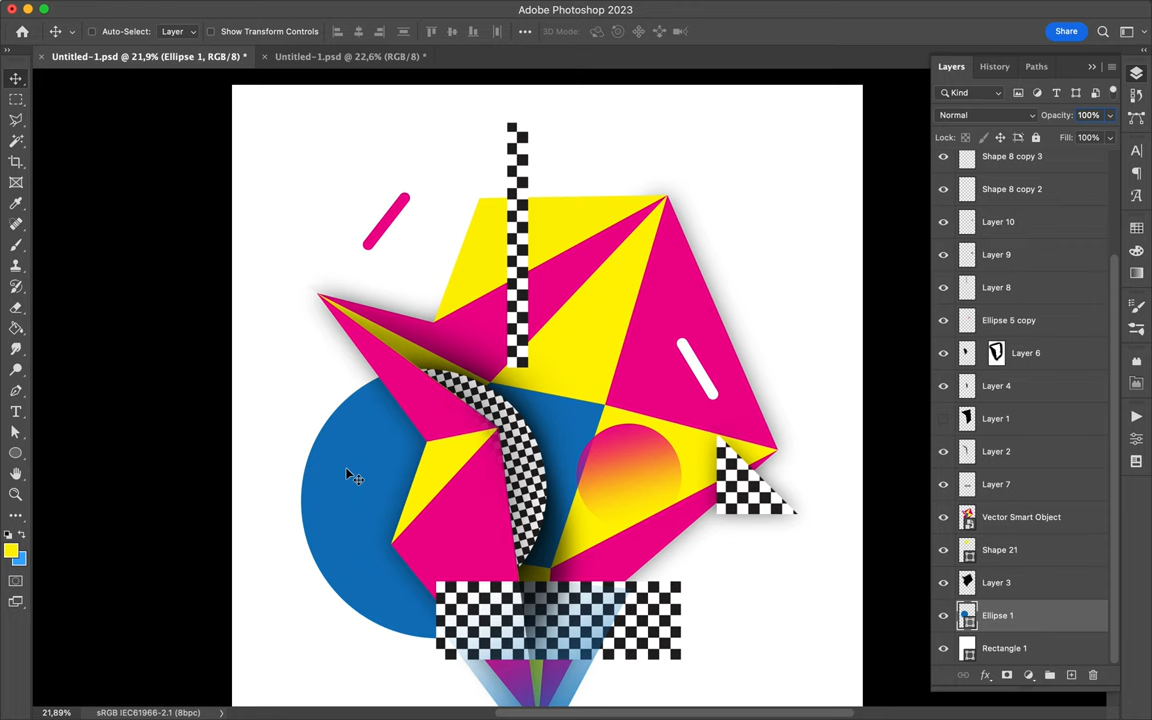 Adobe Photoshop 2023
Auto-Select:
Layer
Show Transform Controls
3D Mode:
Share
Untitled-1.psd @ 21,9% (Ellipse 1, RGB/8) *
Untitled-1.psd @ 22,6% (RGB/8) *
Layers
History
Paths
Kind
Normal
Opacity:
100%
Lock:
Fill:
100%
Shape 8 copy 3
Shape 8 copy 2
Layer 10
Layer 9
Layer 8
Ellipse 5 copy
Layer 6
Layer 4
Layer 1
Layer 2
Layer 7
Vector Smart Object
Shape 21
Layer 3
Ellipse 1
Rectangle 1
21,89%
sRGB IEC61966-2.1 (8bpc)